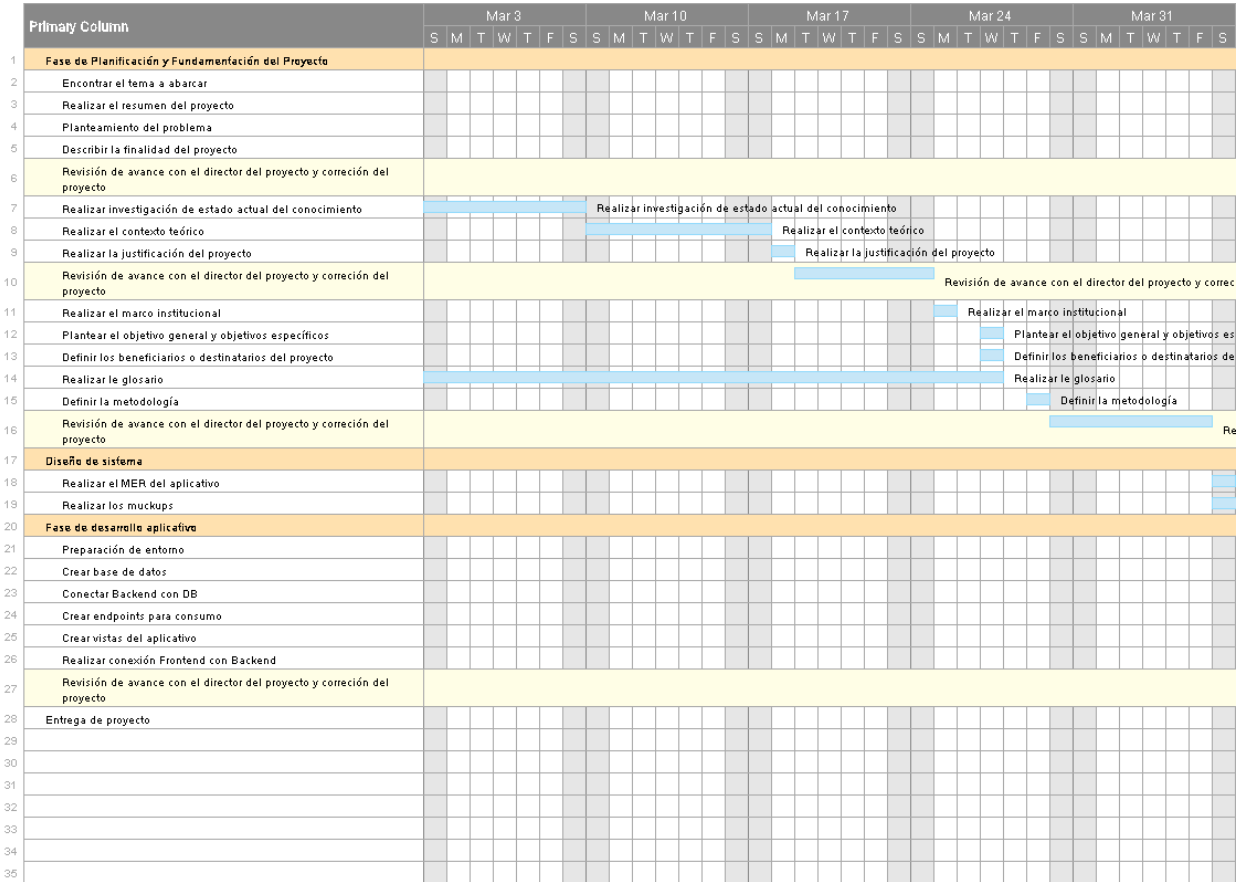 Primary Column
Mar 3 Mar 10 Mar 17 Mar 24 Mar 31
S M T W T F S S M T W T F S S M T W T F S S M T W T F S S M T W T F S
1 Fase de Planificación y Fundamentación del Proyecto
2 Encontrar el tema a abarcar
3 Realizar el resumen del proyecto
4 Planteamiento del problema
5 Describir la finalidad del proyecto
6 Revisión de avance con el director del proyecto y correción del
proyecto
7 Realizar investigación de estado actual del conocimiento Realizar investigación de estado actual del conocimiento
8 Realizar el contexto teórico Realizar el contexto teórico
9 Realizar la justificación del proyecto Realizar la justificación del proyecto
10 Revisión de avance con el director del proyecto y correción del
proyecto
Revisión de avance con el director del proyecto y correc
11 Realizar el marco institucional Realizar el marco institucional
12 Plantear el objetivo general y objetivos específicos Plantear el objetivo general y objetivos es
13 Definir los beneficiarios o destinatarios del proyecto Definir los beneficiarios o destinatarios de
14 Realizar le glosario Realizar le glosario
15 Definir la metodología Definir la metodología
16 Revisión de avance con el director del proyecto y correción del
proyecto
Re
17 Diseño de sistema
18 Realizar el MER del aplicativo
19 Realizar los muckups
20 Fase de desarrollo aplicativo
21 Preparación de entorno
22 Crear base de datos
23 Conectar Backend con DB
24 Crear endpoints para consumo
25 Crear vistas del aplicativo
26 Realizar conexión Frontend con Backend
27 Revisión de avance con el director del proyecto y correción del
proyecto
28 Entrega de proyecto
29
30
31
32
33
34
35